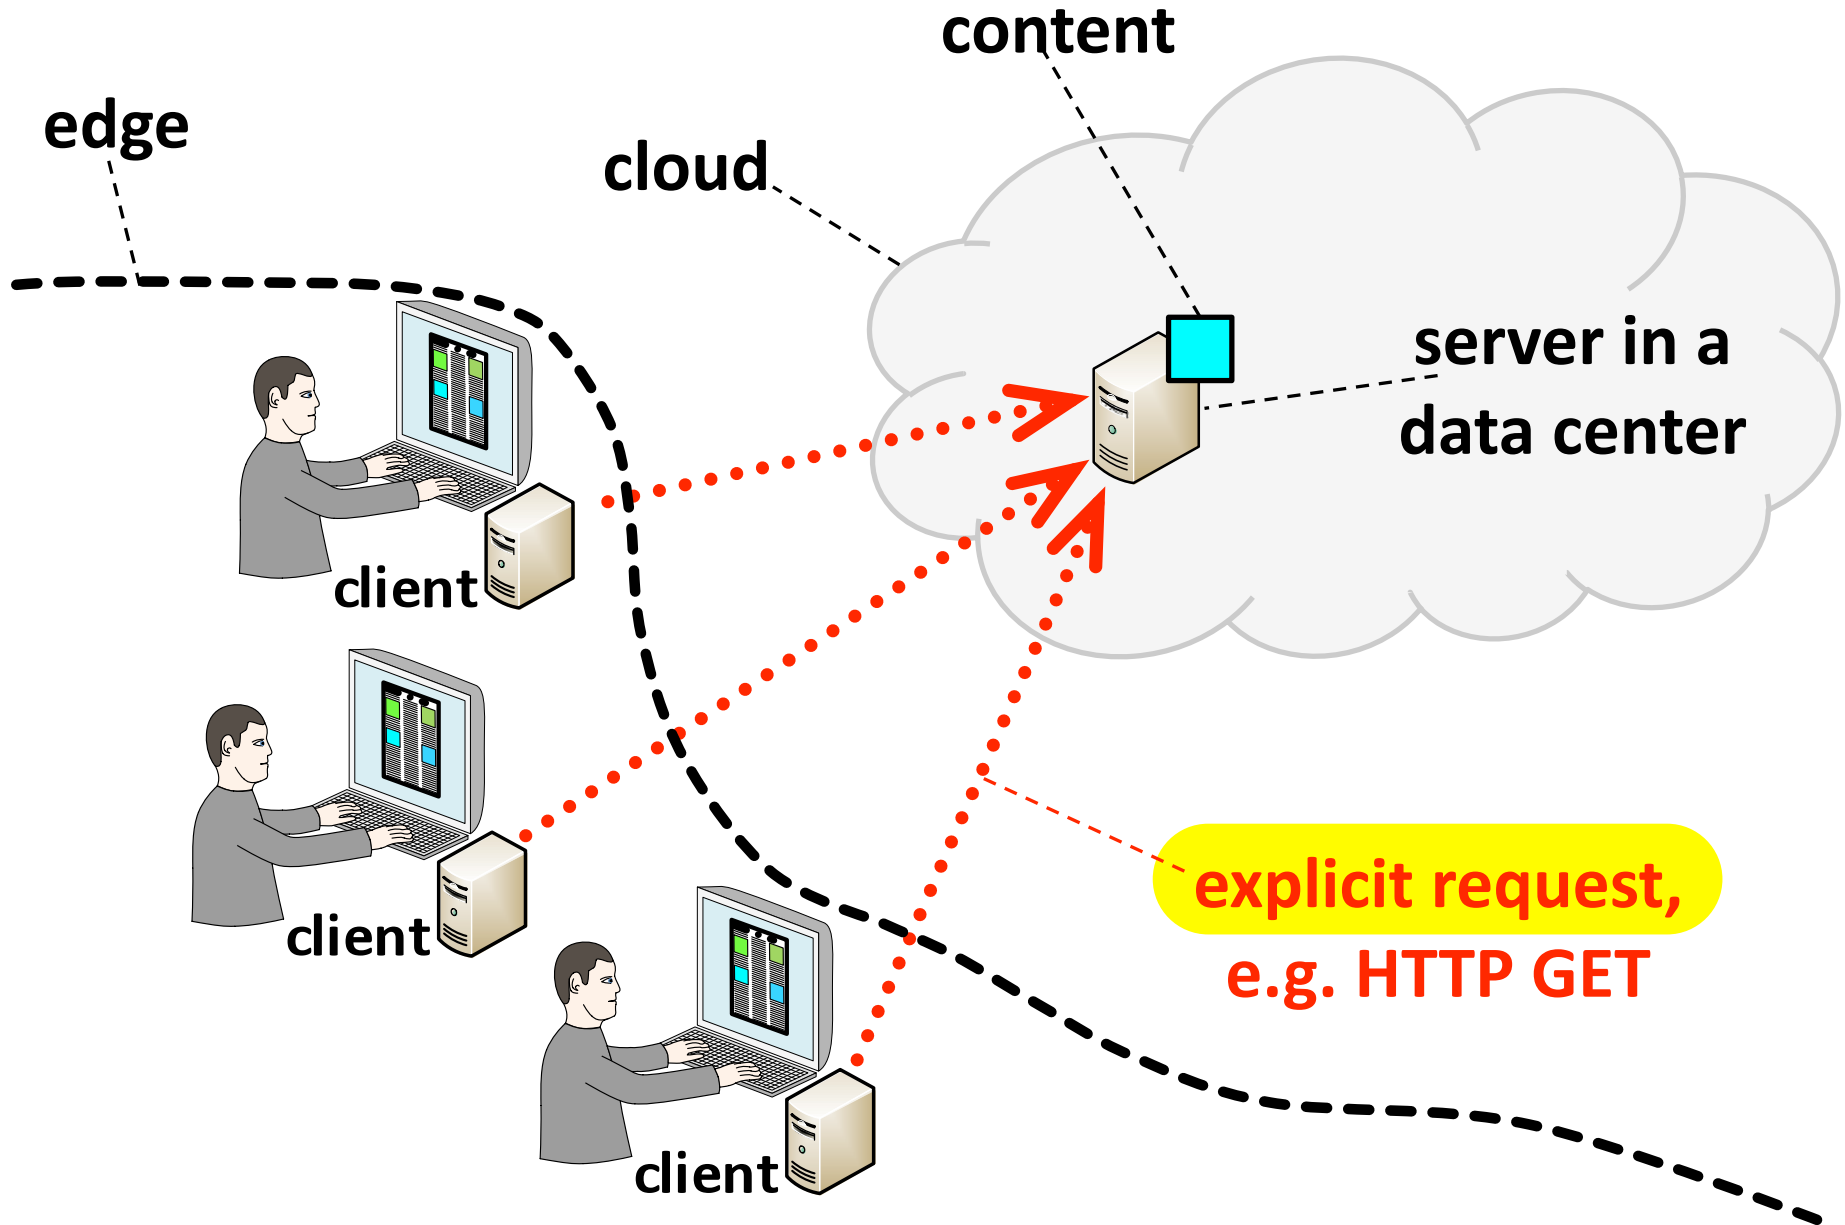 content
edge
cloud
server in a
data center
client
client
explicit request,
e.g. HTTP GET
client